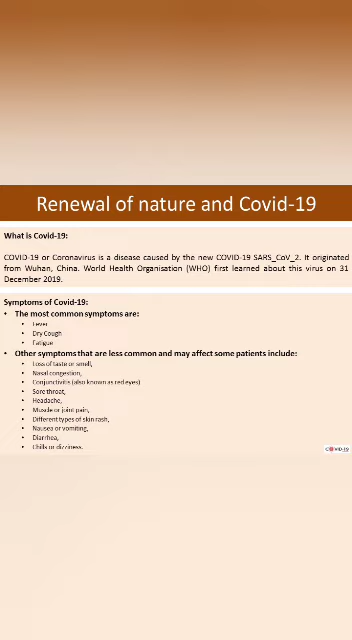 Renewal of nature and Covid-19
What is Covid-19:
COVID-19 or Coronavirus is a disease caused by the new COVID-19 SARS_CoV_2. It originated
from Wuhan, China. World Health Organisation (WHO) first learned about this virus on 31
December 2019.
Symptoms of Covid-19:
• The most common symptoms are:
• Fever
• Dry Cough
• Fatigue
• Other symptoms that are less common and may affect some patients include:
• Loss of taste or smell,
• Nasal congestion,
• Conjunctivitis (also known as red eyes)
• Sore throat,
• Headache,
• Muscle or joint pain,
• Different types of skin rash,
• Nausea or vomiting,
• Diarrhea,
• Chills or dizziness.
COVID-19